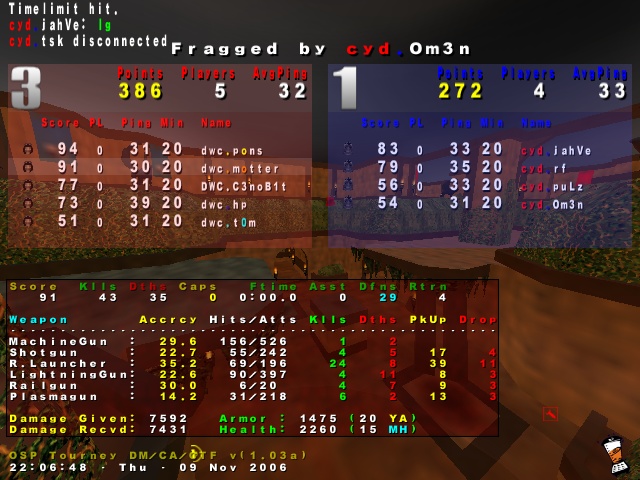 Timelimit hit.
cyd.jahVe: lg
cyd.tsk disconnected
Fragged by cyd.Om3n
3 Points Players AvgPing
386 5 32
Score PL Ping Min Name
94 0 31 20 dwc.pons
91 0 30 20 dwc.motter
77 0 31 20 DWC.C3hoB1t
73 0 39 20 dwc hp
51 0 31 20 dwc.t0m
1 Points Players AvgPing
272 4 33
Score PL Ping Min Name
83 0 33 20 cyd.jahVe
79 0 35 20 cyd.rf
56 0 33 20 cyd.puLz
54 0 31 20 cyd.Om3n
Score Klls Dths Caps Ftime Asst Dfns Rtrn
91 43 35 0 0:00.0 0 29 4
Weapon Accrcy Hits/Atts Klls Dths PkUp Drop
MachineGun : 29.6 156/526 1 2
Shotgun : 22.7 55/242 4 5 17 4
R.Launcher : 35.2 69/196 24 8 39 11
LightningGun: 22.6 90/397 4 11 8 3
Railgun : 30.0 6/20 4 7 9 3
Plasmagun : 14.2 31/218 6 2 13 3
Damage Given: 7592 Armor : 1475 (20 YA)
Damage Recvd: 7431 Health: 2260 (15 MH)
OSP Tourney DM/CA/CTF v(1.03a)
22:06:48 - Thu - 09 Nov 2006